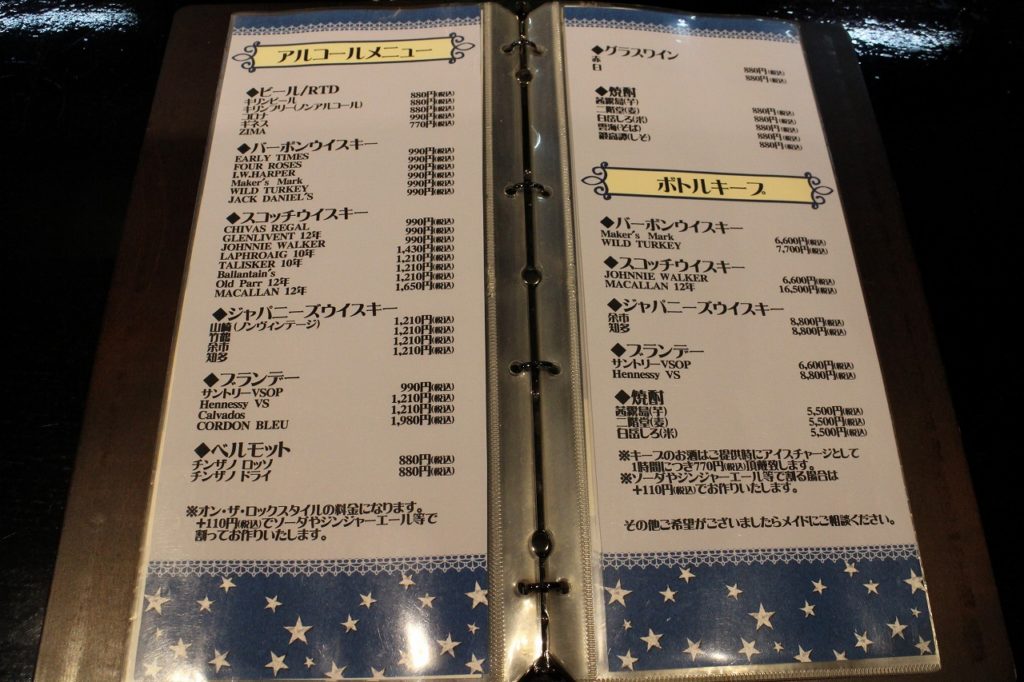 アルコールメニュー
◆ビール/RTD
キリンビール 880円(税込)
キリンフリー(ノンアルコール) 880円(税込)
コロナ 880円(税込)
ギネス 990円(税込)
ZIMA 770円(税込)
◆バーボンウイスキー
EARLY TIMES 990円(税込)
FOUR ROSES 990円(税込)
I.W.HARPER 990円(税込)
Maker's Mark 990円(税込)
WILD TURKEY 990円(税込)
JACK DANIEL'S 990円(税込)
◆スコッチウイスキー
CHIVAS REGAL 990円(税込)
GLENLIVENT 12年 990円(税込)
JOHNNIE WALKER 990円(税込)
LAPHROAIG 10年 1,430円(税込)
TALISKER 10年 1,210円(税込)
Ballantain's 1,210円(税込)
Old Parr 12年 1,210円(税込)
MACALLAN 12年 1,650円(税込)
◆ジャパニーズウイスキー
山崎(ノンヴィンテージ) 1,210円(税込)
竹鶴 1,210円(税込)
余市 1,210円(税込)
知多 1,210円(税込)
◆ブランデー
サントリーVSOP 990円(税込)
Hennessy VS 1,210円(税込)
Calvados 1,210円(税込)
CORDON BLEU 1,980円(税込)
◆ベルモット
チンザノ ロッソ 880円(税込)
チンザノ ドライ 880円(税込)
※オン・ザ・ロックスタイルの料金になります。
+110円(税込)でソーダやジンジャーエール等で
割ってお作りいたします。
◆グラスワイン
赤 880円(税込)
白 880円(税込)
◆焼酎
茜霧島(芋) 880円(税込)
二階堂(麦) 880円(税込)
白岳しろ(米) 880円(税込)
雲海(そば) 880円(税込)
鍛高譚(しそ) 880円(税込)
ボトルキープ
◆バーボンウイスキー
Maker's Mark 6,600円(税込)
WILD TURKEY 7,700円(税込)
◆スコッチウイスキー
JOHNNIE WALKER 6,600円(税込)
MACALLAN 12年 16,500円(税込)
◆ジャパニーズウイスキー
余市 8,800円(税込)
知多 8,800円(税込)
◆ブランデー
サントリーVSOP 6,600円(税込)
Hennessy VS 8,800円(税込)
◆焼酎
茜霧島(芋) 5,500円(税込)
二階堂(麦) 5,500円(税込)
白岳しろ(米) 5,500円(税込)
※キープのお酒はご提供時にアイスチャージとして
1時間につき770円(税込)頂戴致します。
※ソーダやジンジャーエール等で割る場合は
+110円(税込)でお作りいたします。
その他ご希望がございましたらメイドにご相談ください。